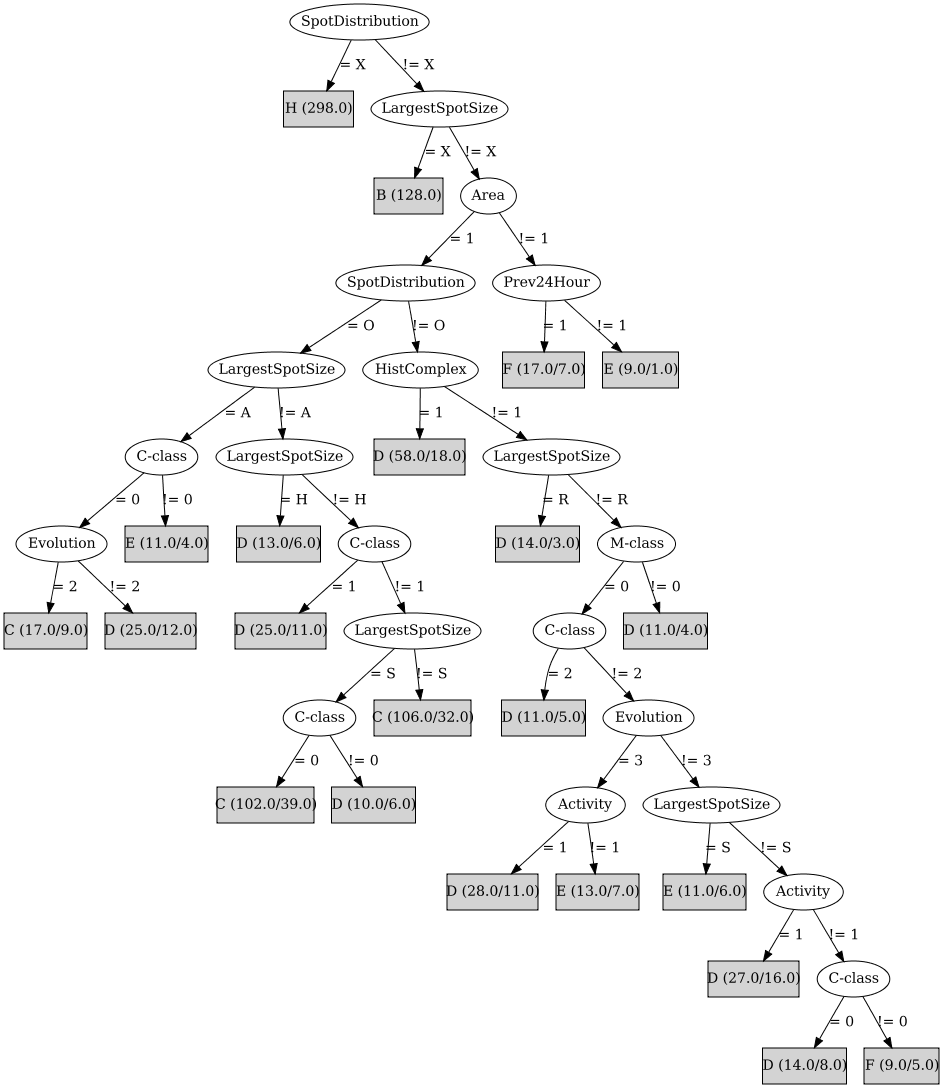 SpotDistribution
= X
!= X
H (298.0)
LargestSpotSize
= X
!= X
B (128.0)
Area
= 1
!= 1
SpotDistribution
Prev24Hour
= O
!= O
= 1
!= 1
LargestSpotSize
HistComplex
F (17.0/7.0)
E (9.0/1.0)
= A
!= A
= 1
!= 1
C-class
LargestSpotSize
D (58.0/18.0)
LargestSpotSize
= 0
!= 0
= H
!= H
= R
!= R
Evolution
E (11.0/4.0)
D (13.0/6.0)
C-class
D (14.0/3.0)
M-class
= 2
!= 2
= 1
!= 1
= 0
!= 0
C (17.0/9.0)
D (25.0/12.0)
D (25.0/11.0)
LargestSpotSize
C-class
D (11.0/4.0)
= S
!= S
= 2
!= 2
C-class
C (106.0/32.0)
D (11.0/5.0)
Evolution
= 0
!= 0
= 3
!= 3
C (102.0/39.0)
D (10.0/6.0)
Activity
LargestSpotSize
= 1
!= 1
= S
!= S
D (28.0/11.0)
E (13.0/7.0)
E (11.0/6.0)
Activity
= 1
!= 1
D (27.0/16.0)
C-class
= 0
!= 0
D (14.0/8.0)
F (9.0/5.0)